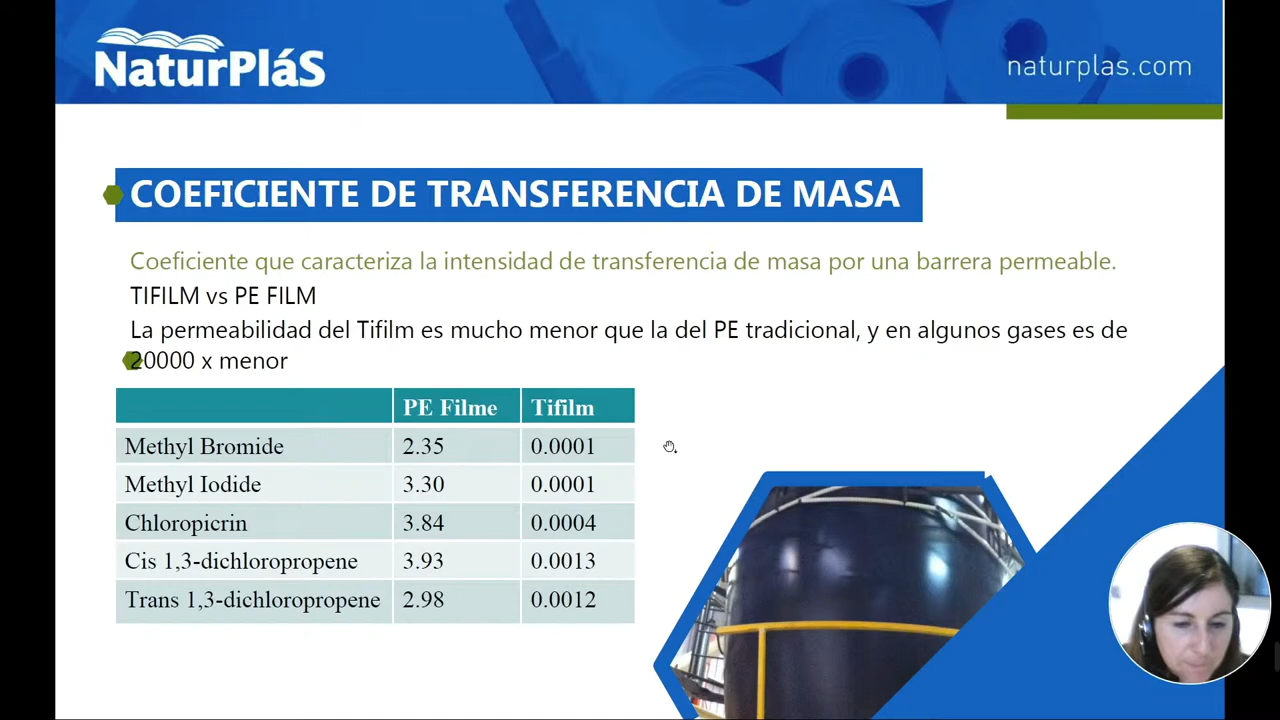 NaturPláS
naturplas.com
COEFICIENTE DE TRANSFERENCIA DE MASA
Coeficiente que caracteriza la intensidad de transferencia de masa por una barrera permeable.
TIFILM vs PE FILM
La permeabilidad del Tifilm es mucho menor que la del PE tradicional, y en algunos gases es de
20000 x menor
PE Filme Tifilm
Methyl Bromide 2.35 0.0001
Methyl Iodide 3.30 0.0001
Chloropicrin 3.84 0.0004
Cis 1,3-dichloropropene 3.93 0.0013
Trans 1,3-dichloropropene 2.98 0.0012